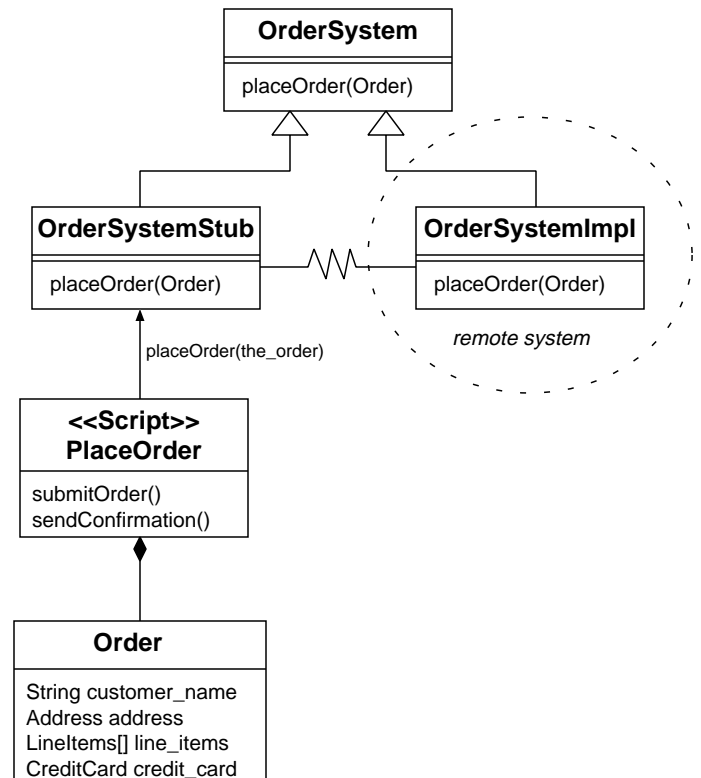 OrderSystem
placeOrder(Order)
OrderSystemStub
placeOrder(Order)
OrderSystemImpl
placeOrder(Order)
remote system
placeOrder(the_order)
<<Script>>
PlaceOrder
submitOrder()
sendConfirmation()
Order
String customer_name
Address address
LineItems[] line_items
CreditCard credit_card